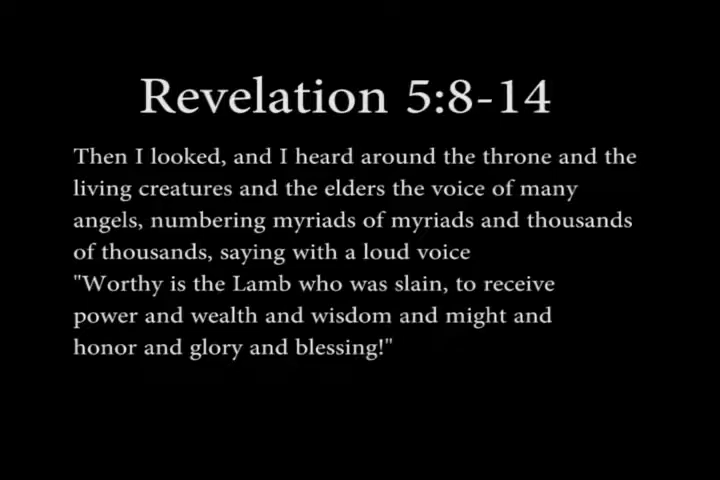 Revelation 5:8-14
Then I looked, and I heard around the throne and the
living creatures and the elders the voice of many
angels, numbering myriads of myriads and thousands
of thousands, saying with a loud voice
"Worthy is the Lamb who was slain, to receive
power and wealth and wisdom and might and
honor and glory and blessing!"